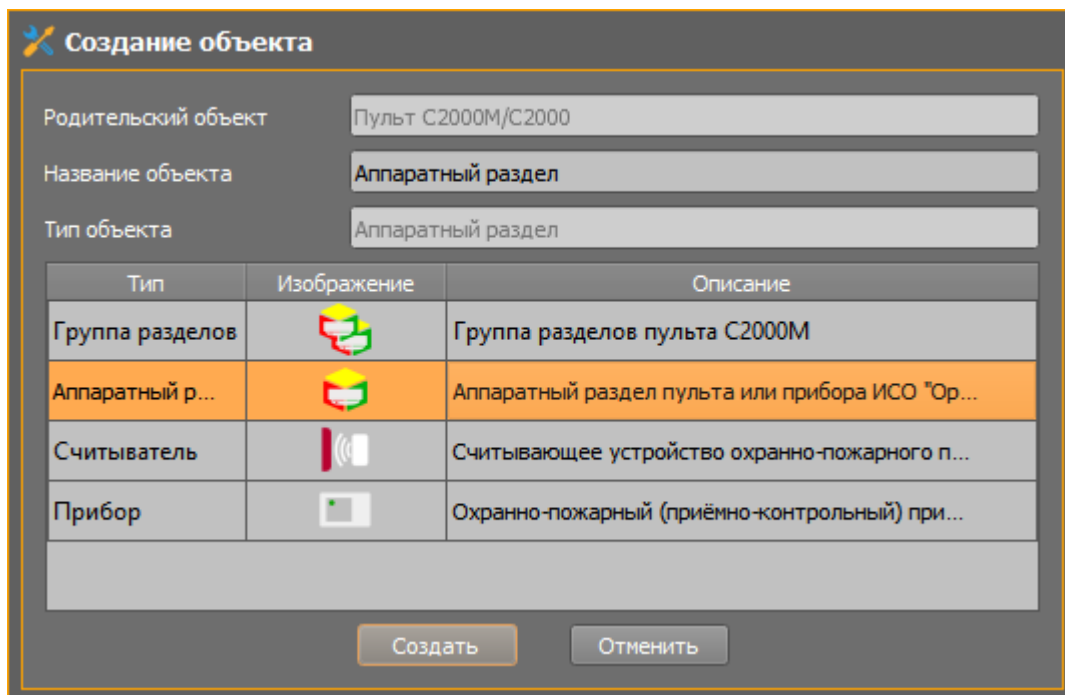 Создание объекта
Родительский объект Пульт С2000М/С2000
Название объекта Аппаратный раздел
Тип объекта Аппаратный раздел
Тип Изображение Описание
Группа разделов Группа разделов пульта С2000М
Аппаратный р... Аппаратный раздел пульта или прибора ИСО "Ор...
Считыватель Считывающее устройство охранно-пожарного п...
Прибор Охранно-пожарный (приёмно-контрольный) при...
Создать Отменить